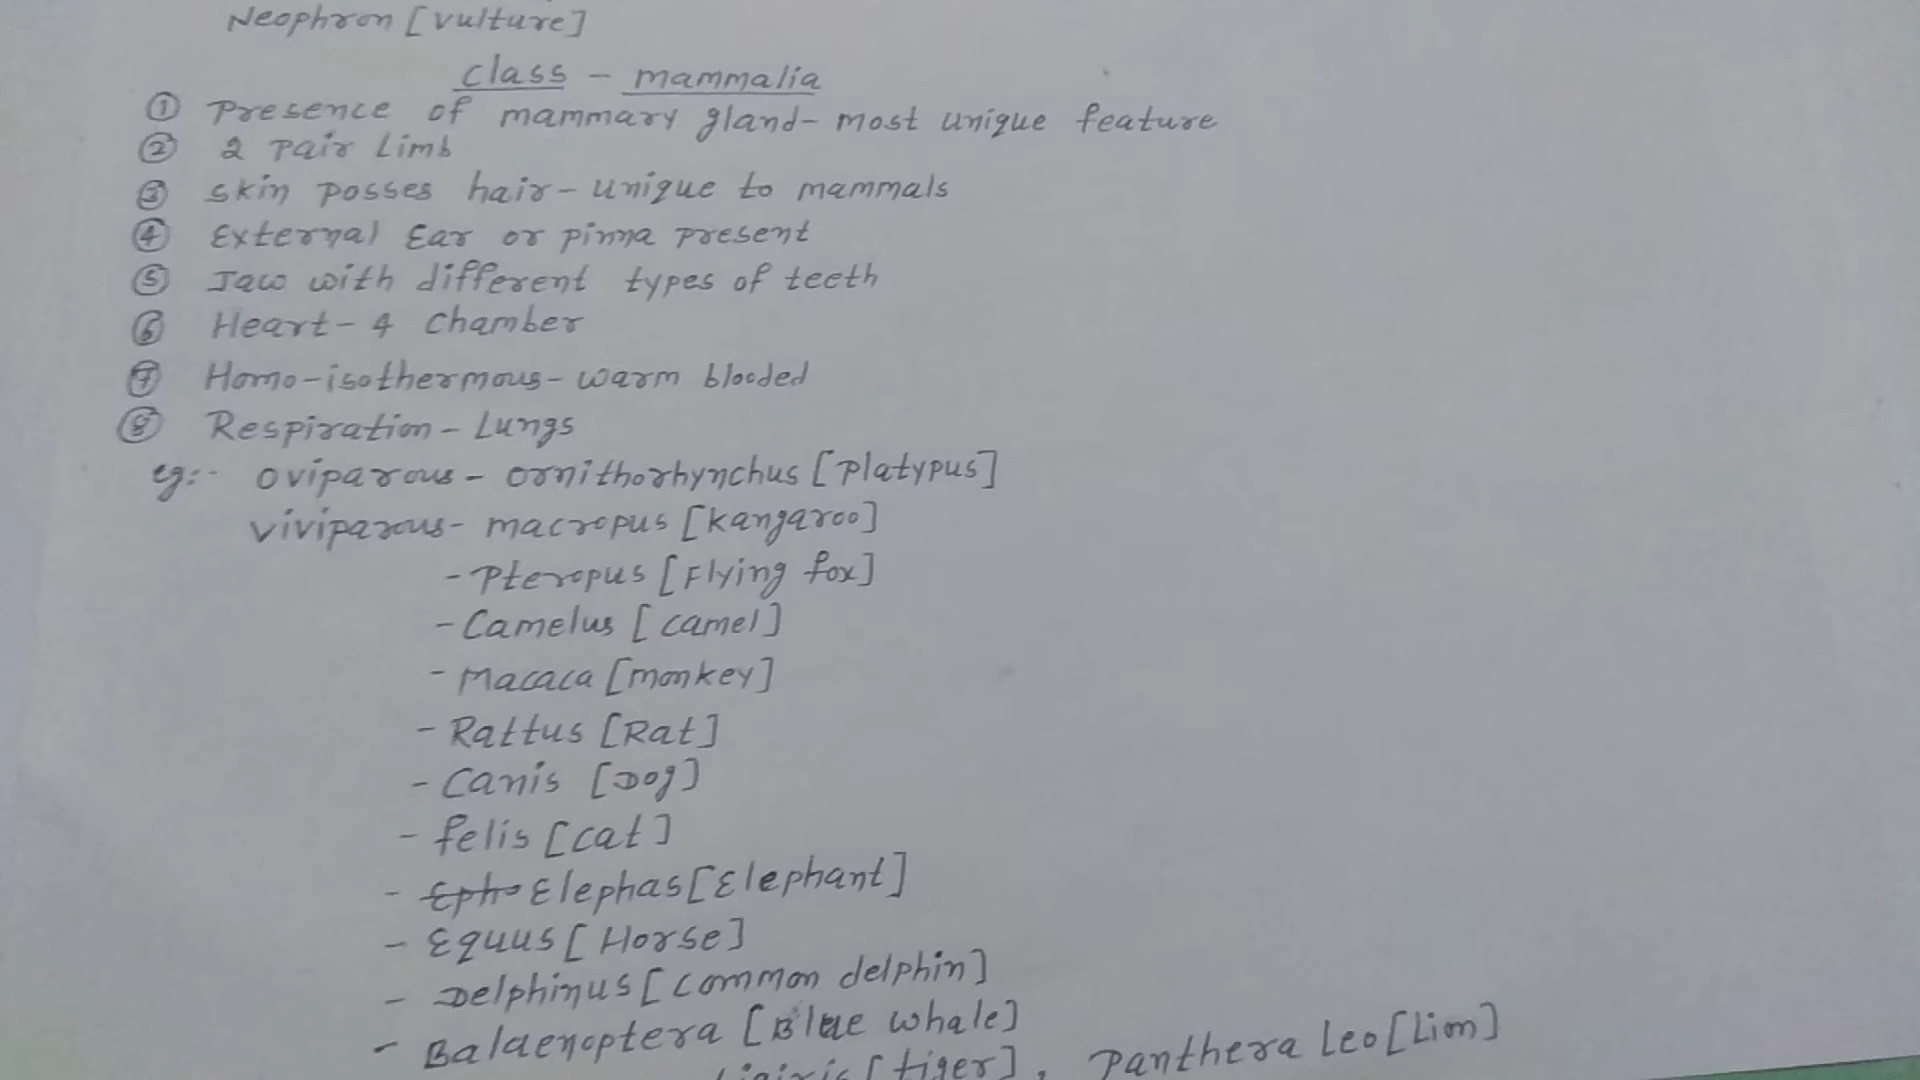 Neophron [vulture]
class - mammalia
① Presence of mammary gland - most unique feature
② 2 pair Limb
③ skin posses hair - unique to mammals
④ External Ear or pinna present
⑤ Jaw with different types of teeth
⑥ Heart - 4 chamber
⑦ Homo-isothermous - warm blooded
⑧ Respiration - Lungs
eg:- oviparous - ornithorhynchus [platypus]
viviparous - macropus [kangaroo]
- Pteropus [Flying fox]
- Camelus [camel]
- Macaca [monkey]
- Rattus [Rat]
- Canis [Dog]
- felis [cat]
- Elephas [Elephant]
- Equus [Horse]
- Delphinus [common delphin]
- Balaenoptera [Blue whale]
[tiger], Panthera Leo [Lion]